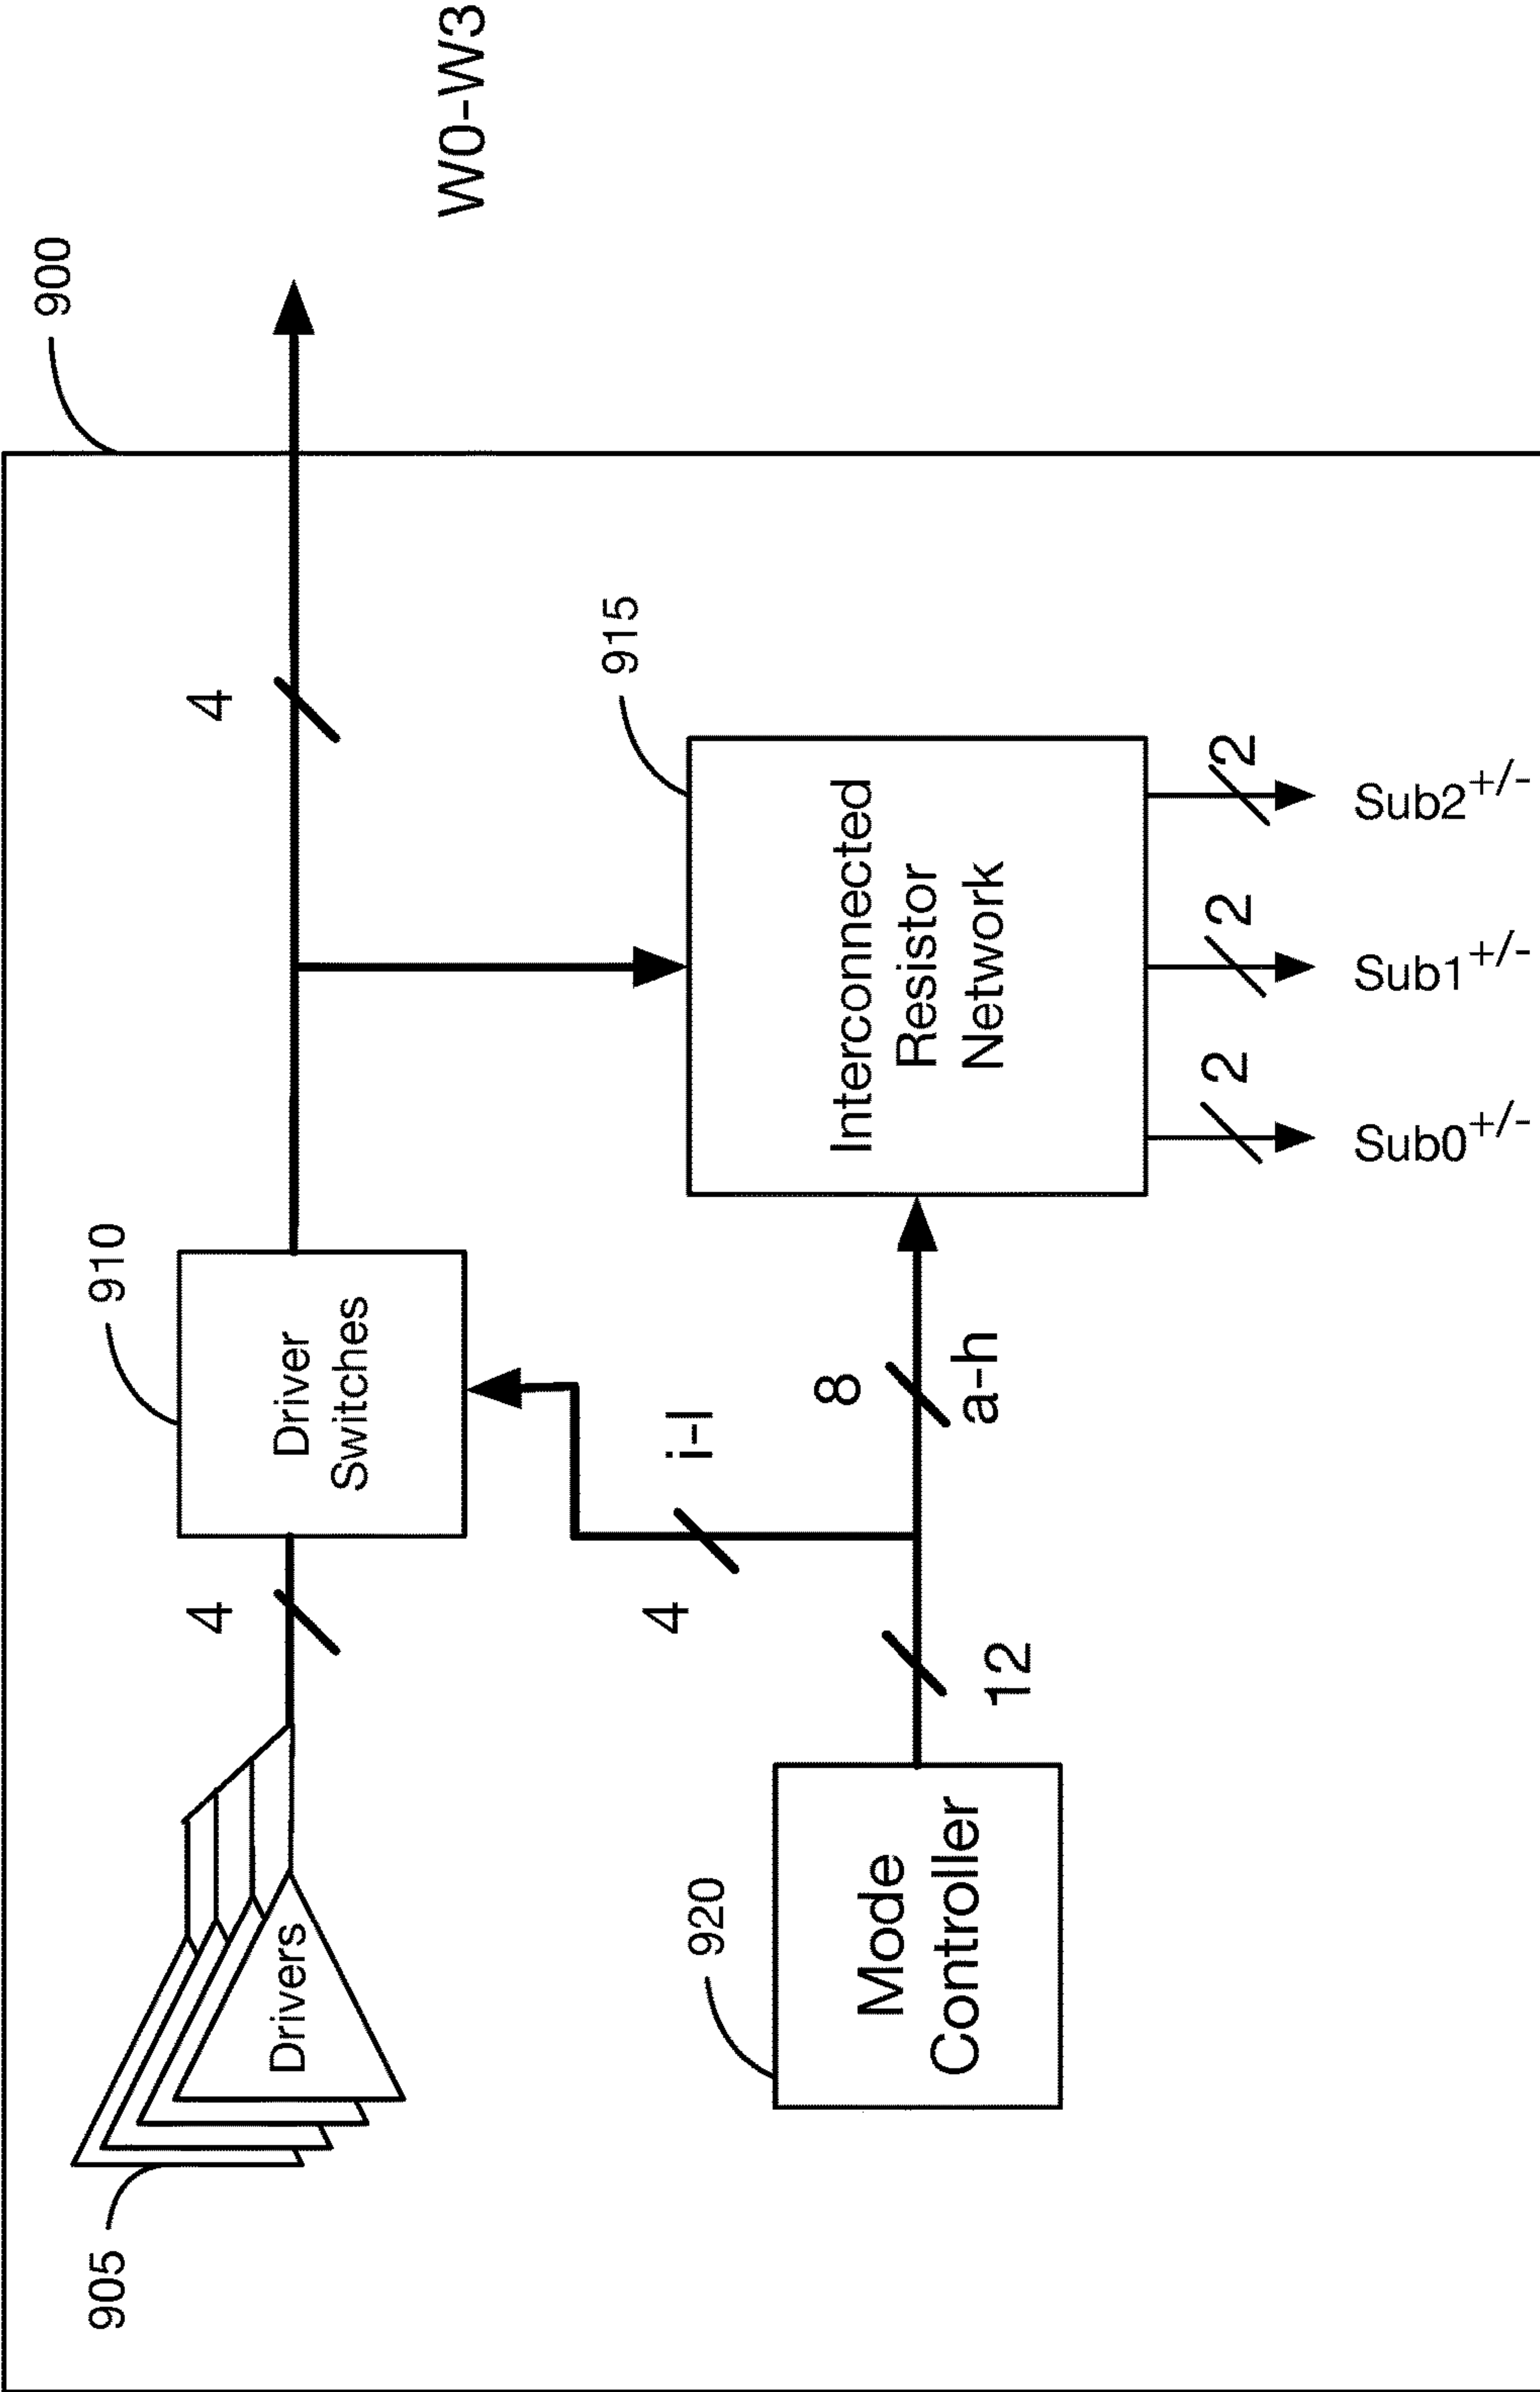 900
905
Drivers
4
910
Driver
Switches
4
W0-W3
i-l
4
920
Mode
Controller
12
8
a-h
915
Interconnected
Resistor
Network
2
2
2
Sub0+/-
Sub1+/-
Sub2+/-